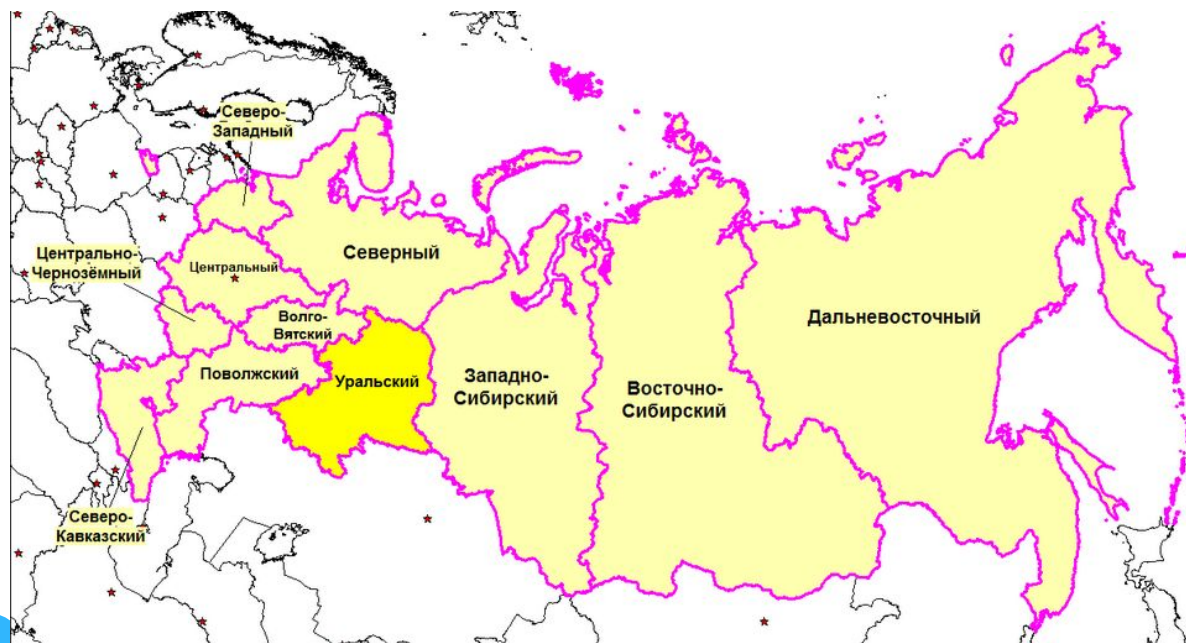 Северо-
Западный
Центрально-
Чернозёмный
Центральный
Северный
Волго-
Вятский
Дальневосточный
Поволжский
Уральский
Западно-
Сибирский
Восточно-
Сибирский
Северо-
Кавказский